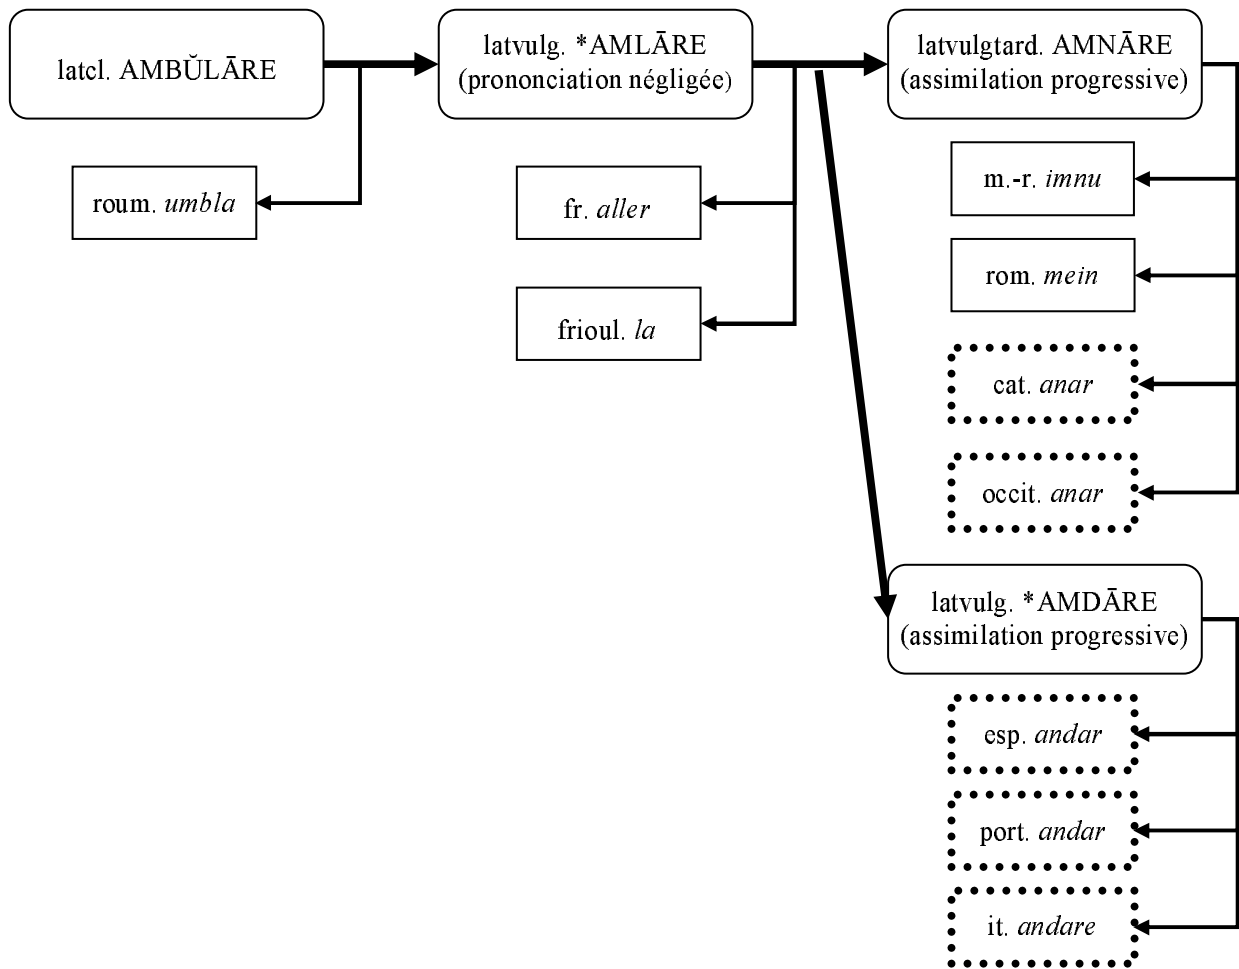 latcl. AMBŬLĀRE
roum. umbla
latvulg. *AMLĀRE
(prononciation négligée)
fr. aller
frioul. la
latvulgtard. AMNĀRE
(assimilation progressive)
m.-r. imnu
rom. mein
cat. anar
occit. anar
latvulg. *AMDĀRE
(assimilation progressive)
esp. andar
port. andar
it. andare